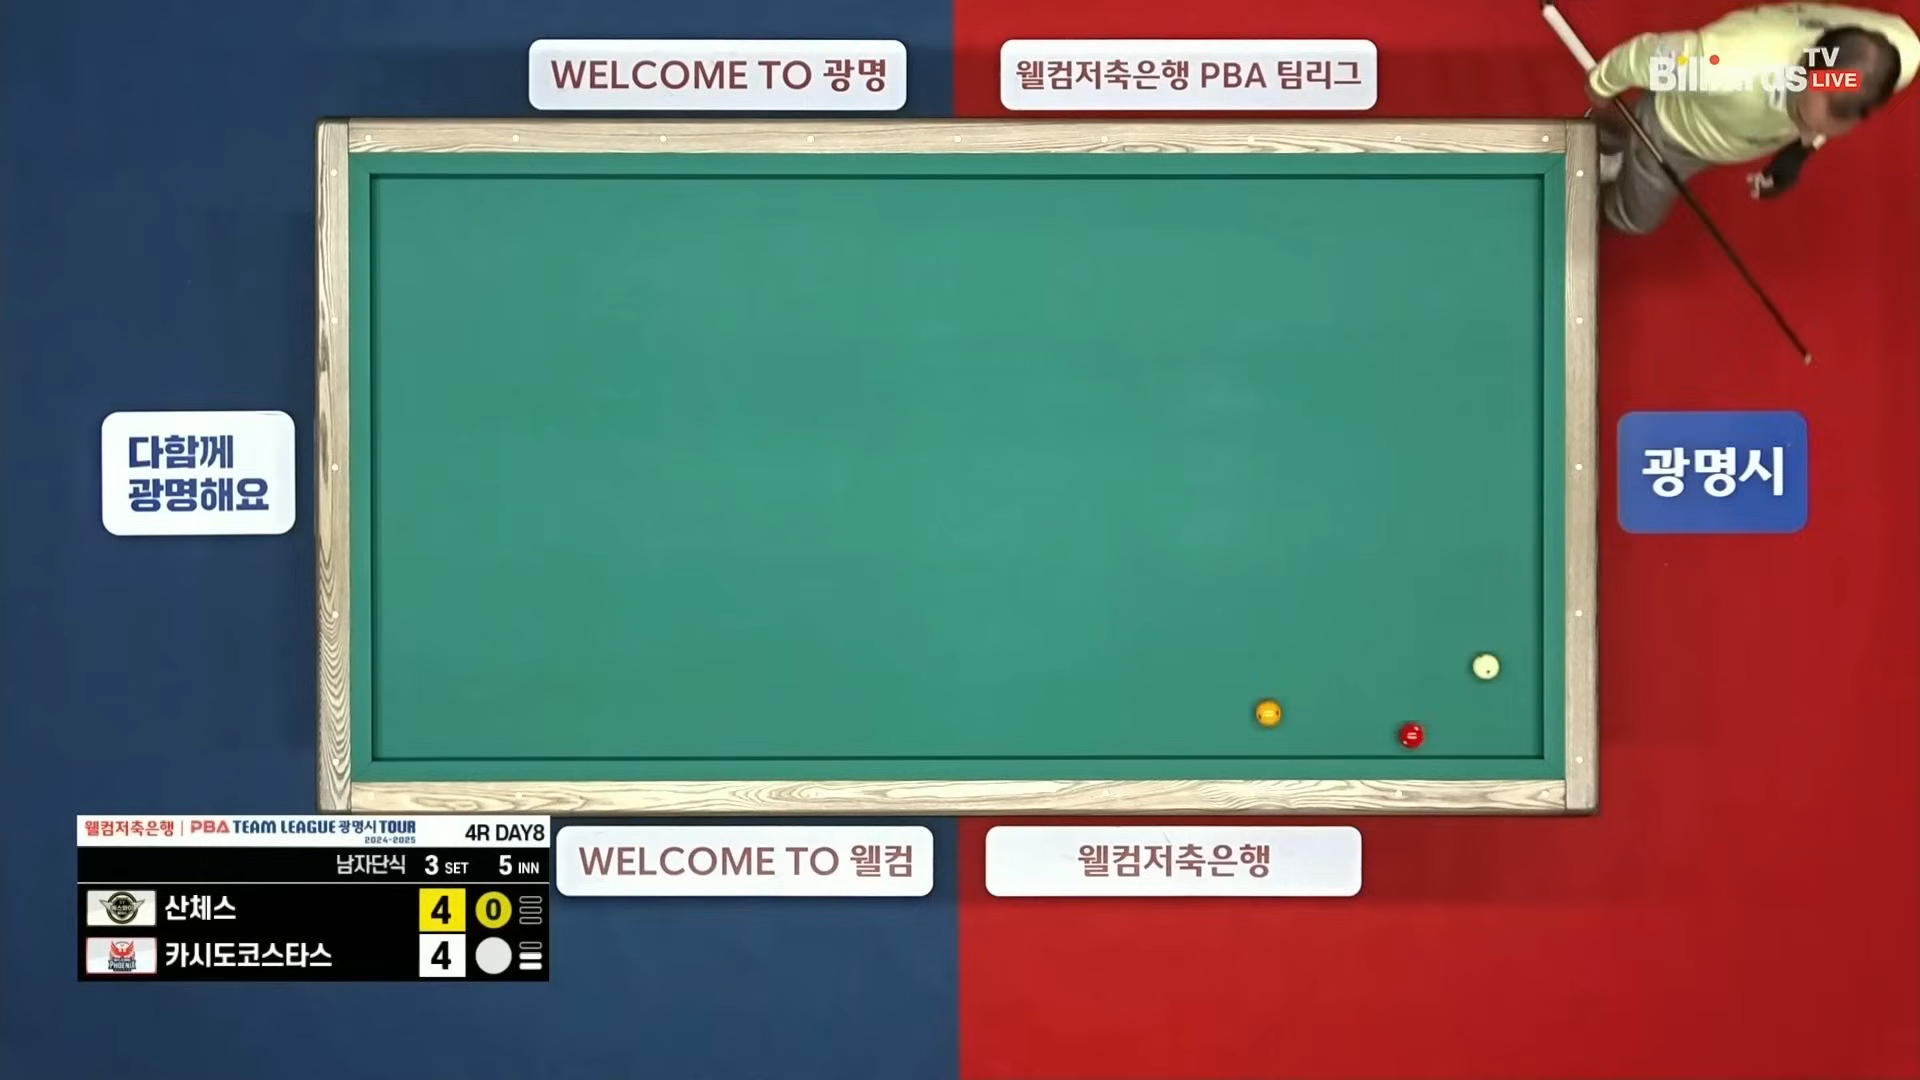 WELCOME TO 광명
웰컴저축은행 PBA 팀리그
Billiards TV
LIVE
다함께
광명해요
광명시
웰컴저축은행 | PBA TEAM LEAGUE 광명시 TOUR
2024-2025
4R DAY8
남자단식 3 SET 5 INN
산체스 4 0
PHOENIX
카시도코스타스 4
WELCOME TO 웰컴
웰컴저축은행